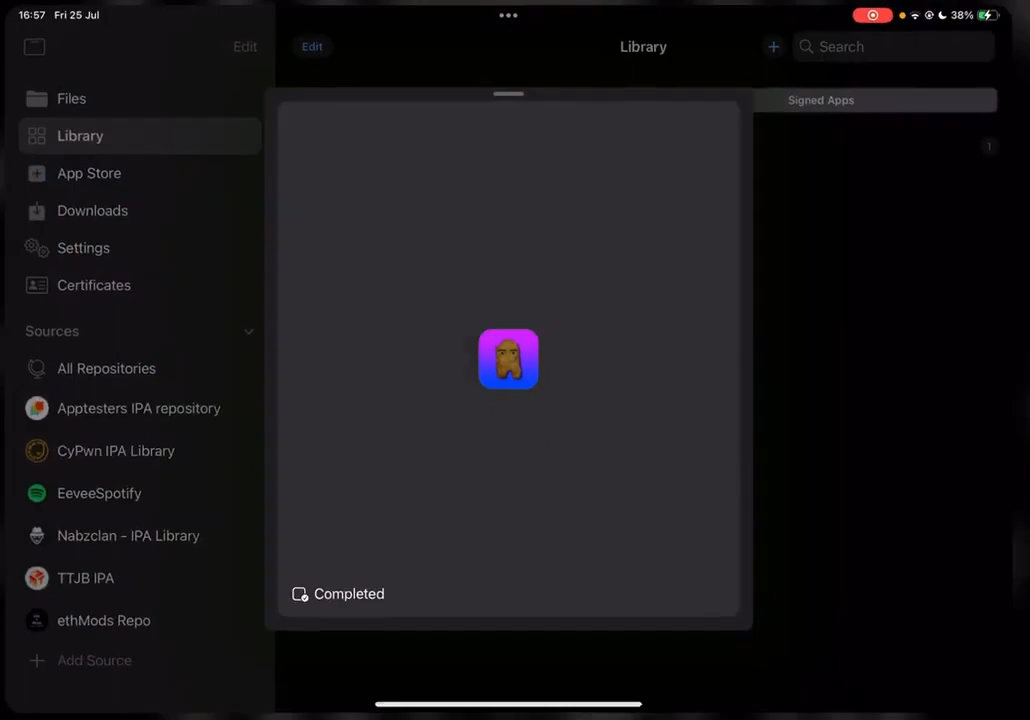 16:57 Fri 25 Jul
38%
Edit
Edit
Library
Search
Files
Signed Apps
Library
1
App Store
Downloads
Settings
Certificates
Sources
All Repositories
Apptesters IPA repository
CyPwn IPA Library
EeveeSpotify
Nabzclan - IPA Library
TTJB IPA
Completed
ethMods Repo
Add Source